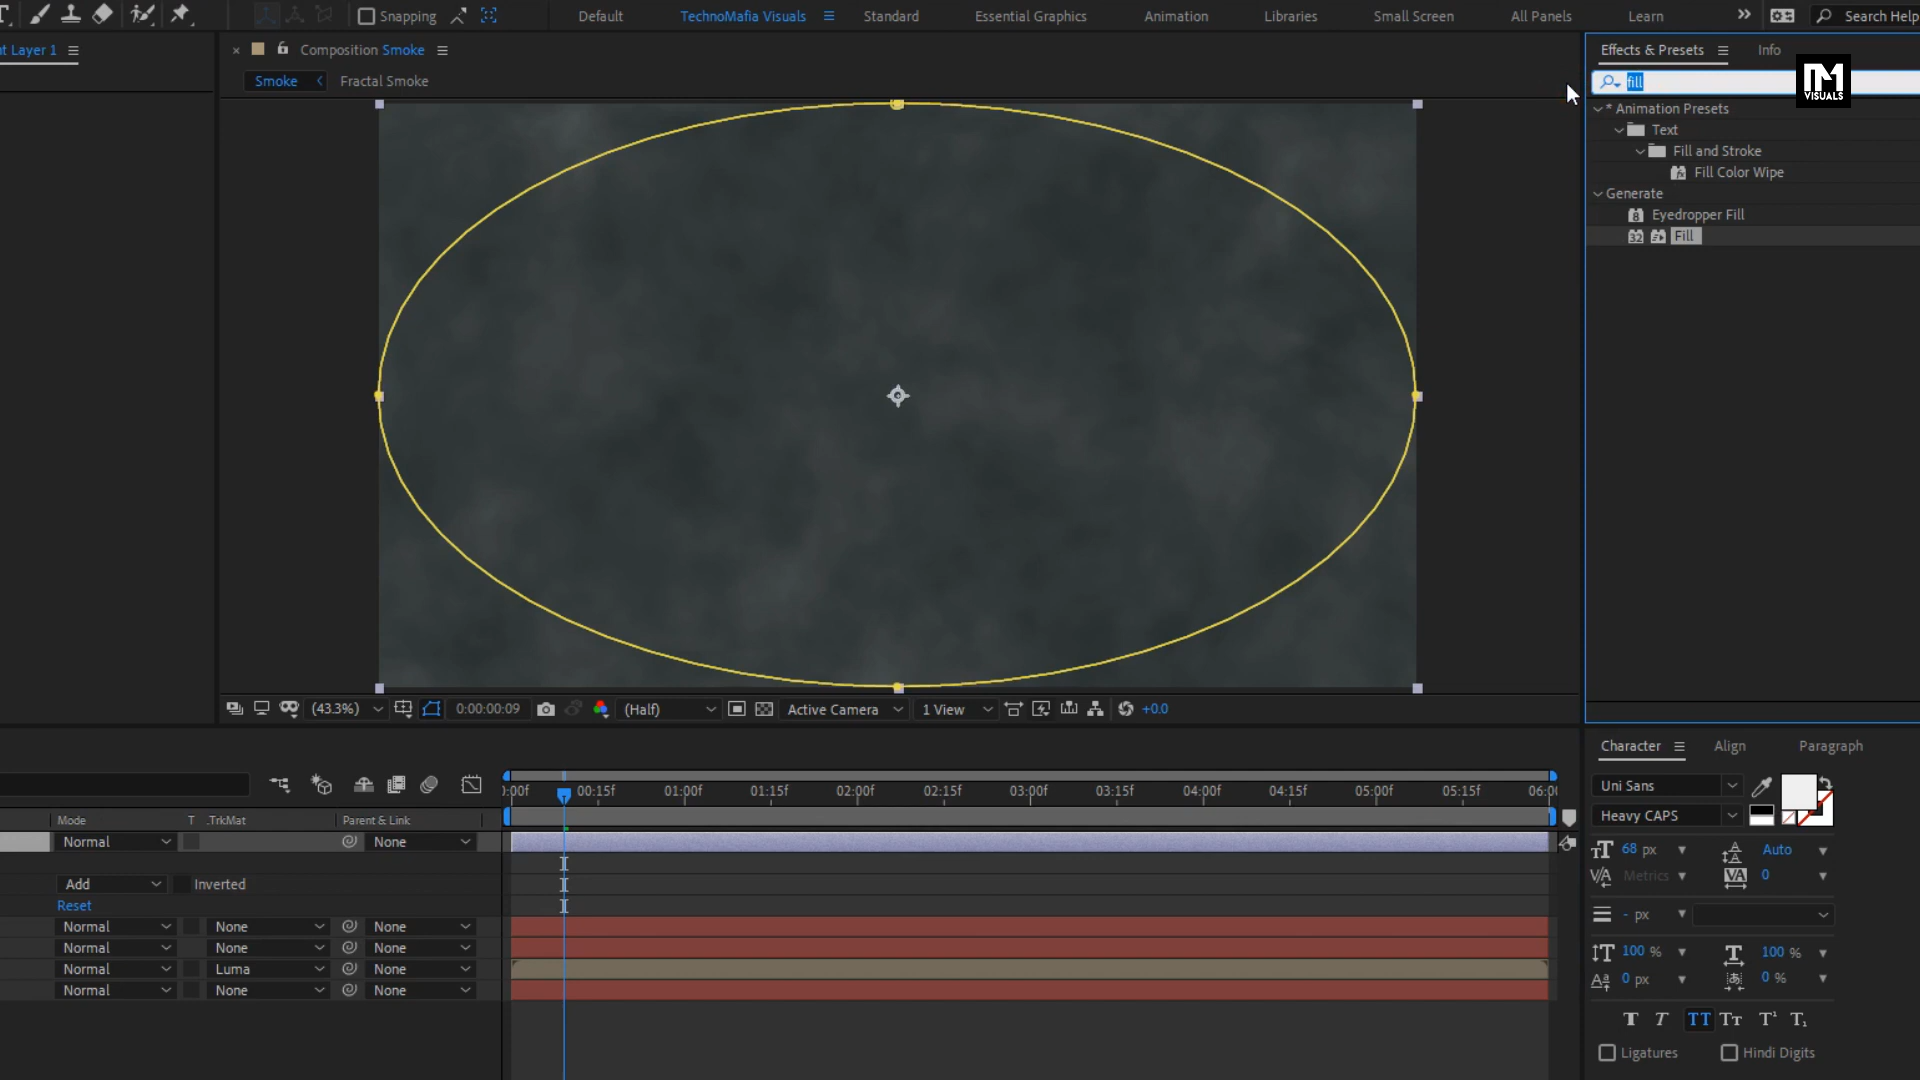 Snapping
Default
TechnoMafia Visuals
Standard
Essential Graphics
Animation
Libraries
Small Screen
All Panels
Learn
Search Help
t Layer 1
Composition Smoke
Smoke
Fractal Smoke
Effects & Presets
Info
fill
VISUALS
* Animation Presets
Text
Fill and Stroke
Fill Color Wipe
Generate
Eyedropper Fill
Fill
(43.3%)
0:00:00:09
(Half)
Active Camera
1 View
+0.0
):00f 00:15f 01:00f 01:15f 02:00f 02:15f 03:00f 03:15f 04:00f 04:15f 05:00f 05:15f 06:00
Mode T .TrkMat Parent & Link
Normal None
Add Inverted
Reset
Normal None None
Normal None None
Normal Luma None
Normal None None
Character
Align
Paragraph
Uni Sans
Heavy CAPS
68 px Auto
Metrics 0
- px
100 % 100 %
0 px 0 %
T T TT TT T¹ T₁
Ligatures Hindi Digits